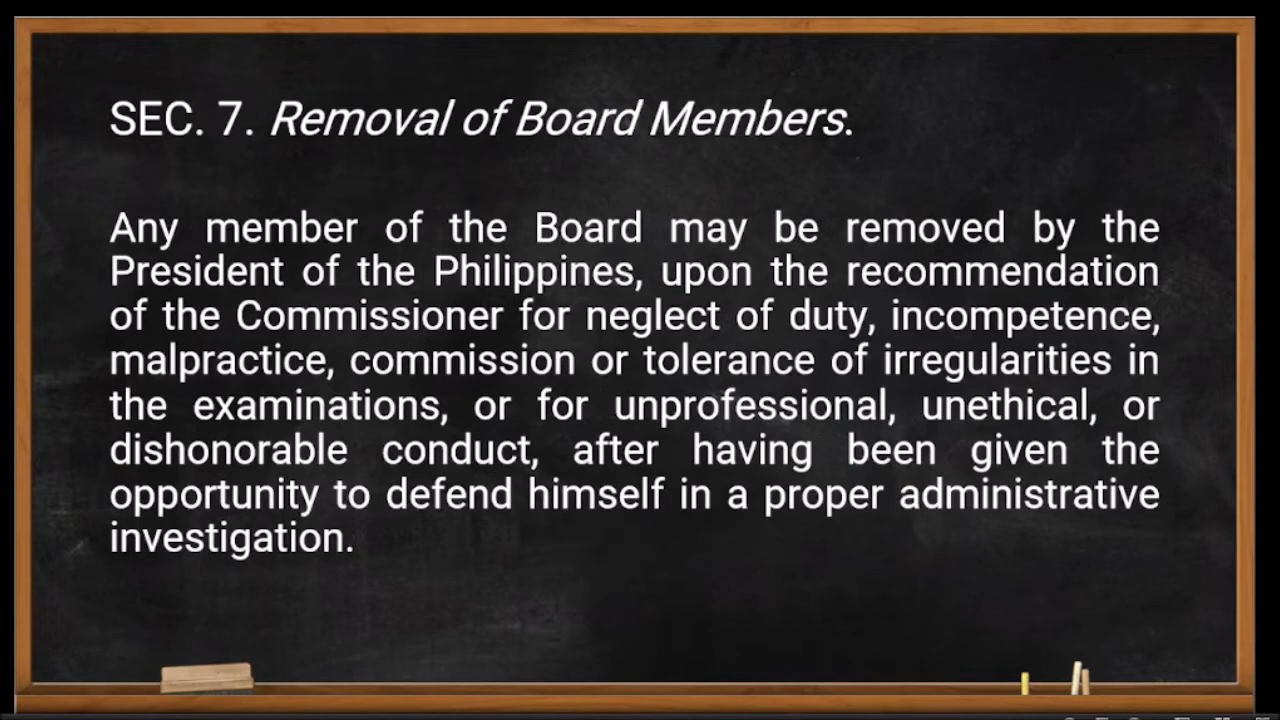 SEC. 7. Removal of Board Members.
Any member of the Board may be removed by the
President of the Philippines, upon the recommendation
of the Commissioner for neglect of duty, incompetence,
malpractice, commission or tolerance of irregularities in
the examinations, or for unprofessional, unethical, or
dishonorable conduct, after having been given the
opportunity to defend himself in a proper administrative
investigation.